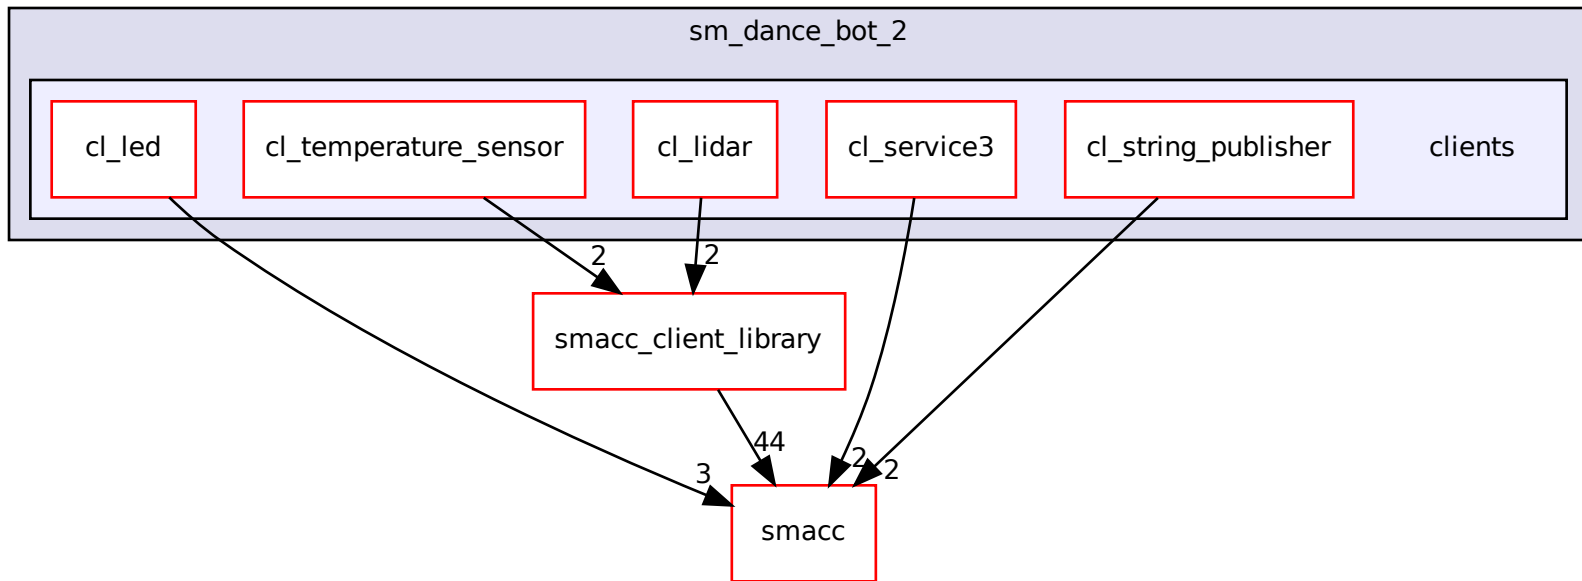 sm_dance_bot_2
cl_led
cl_temperature_sensor
cl_lidar
cl_service3
cl_string_publisher
clients
2
2
smacc_client_library
44
3
2
2
smacc